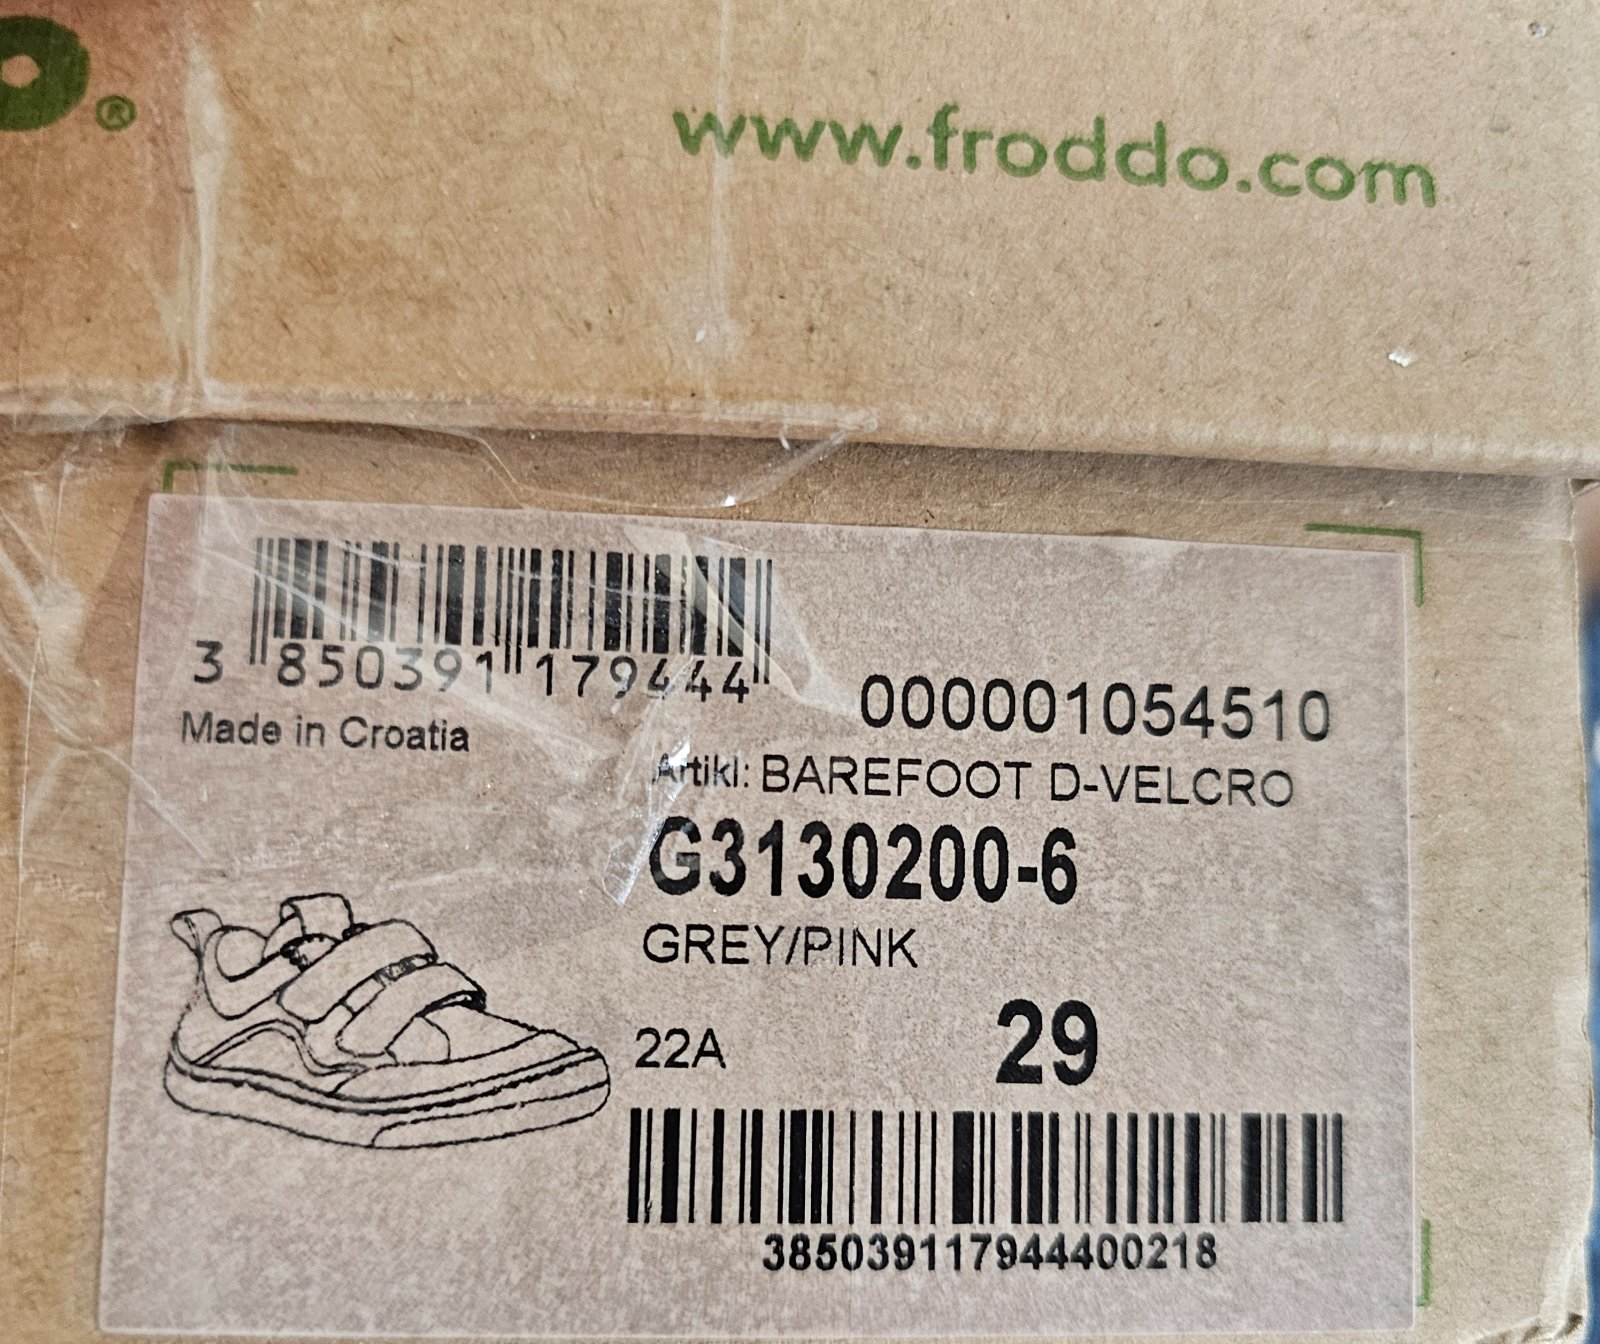 o®
www.froddo.com
3 850391 179444
Made in Croatia
000001054510
Artikl: BAREFOOT D-VELCRO
G3130200-6
GREY/PINK
22A
29
385039117944400218